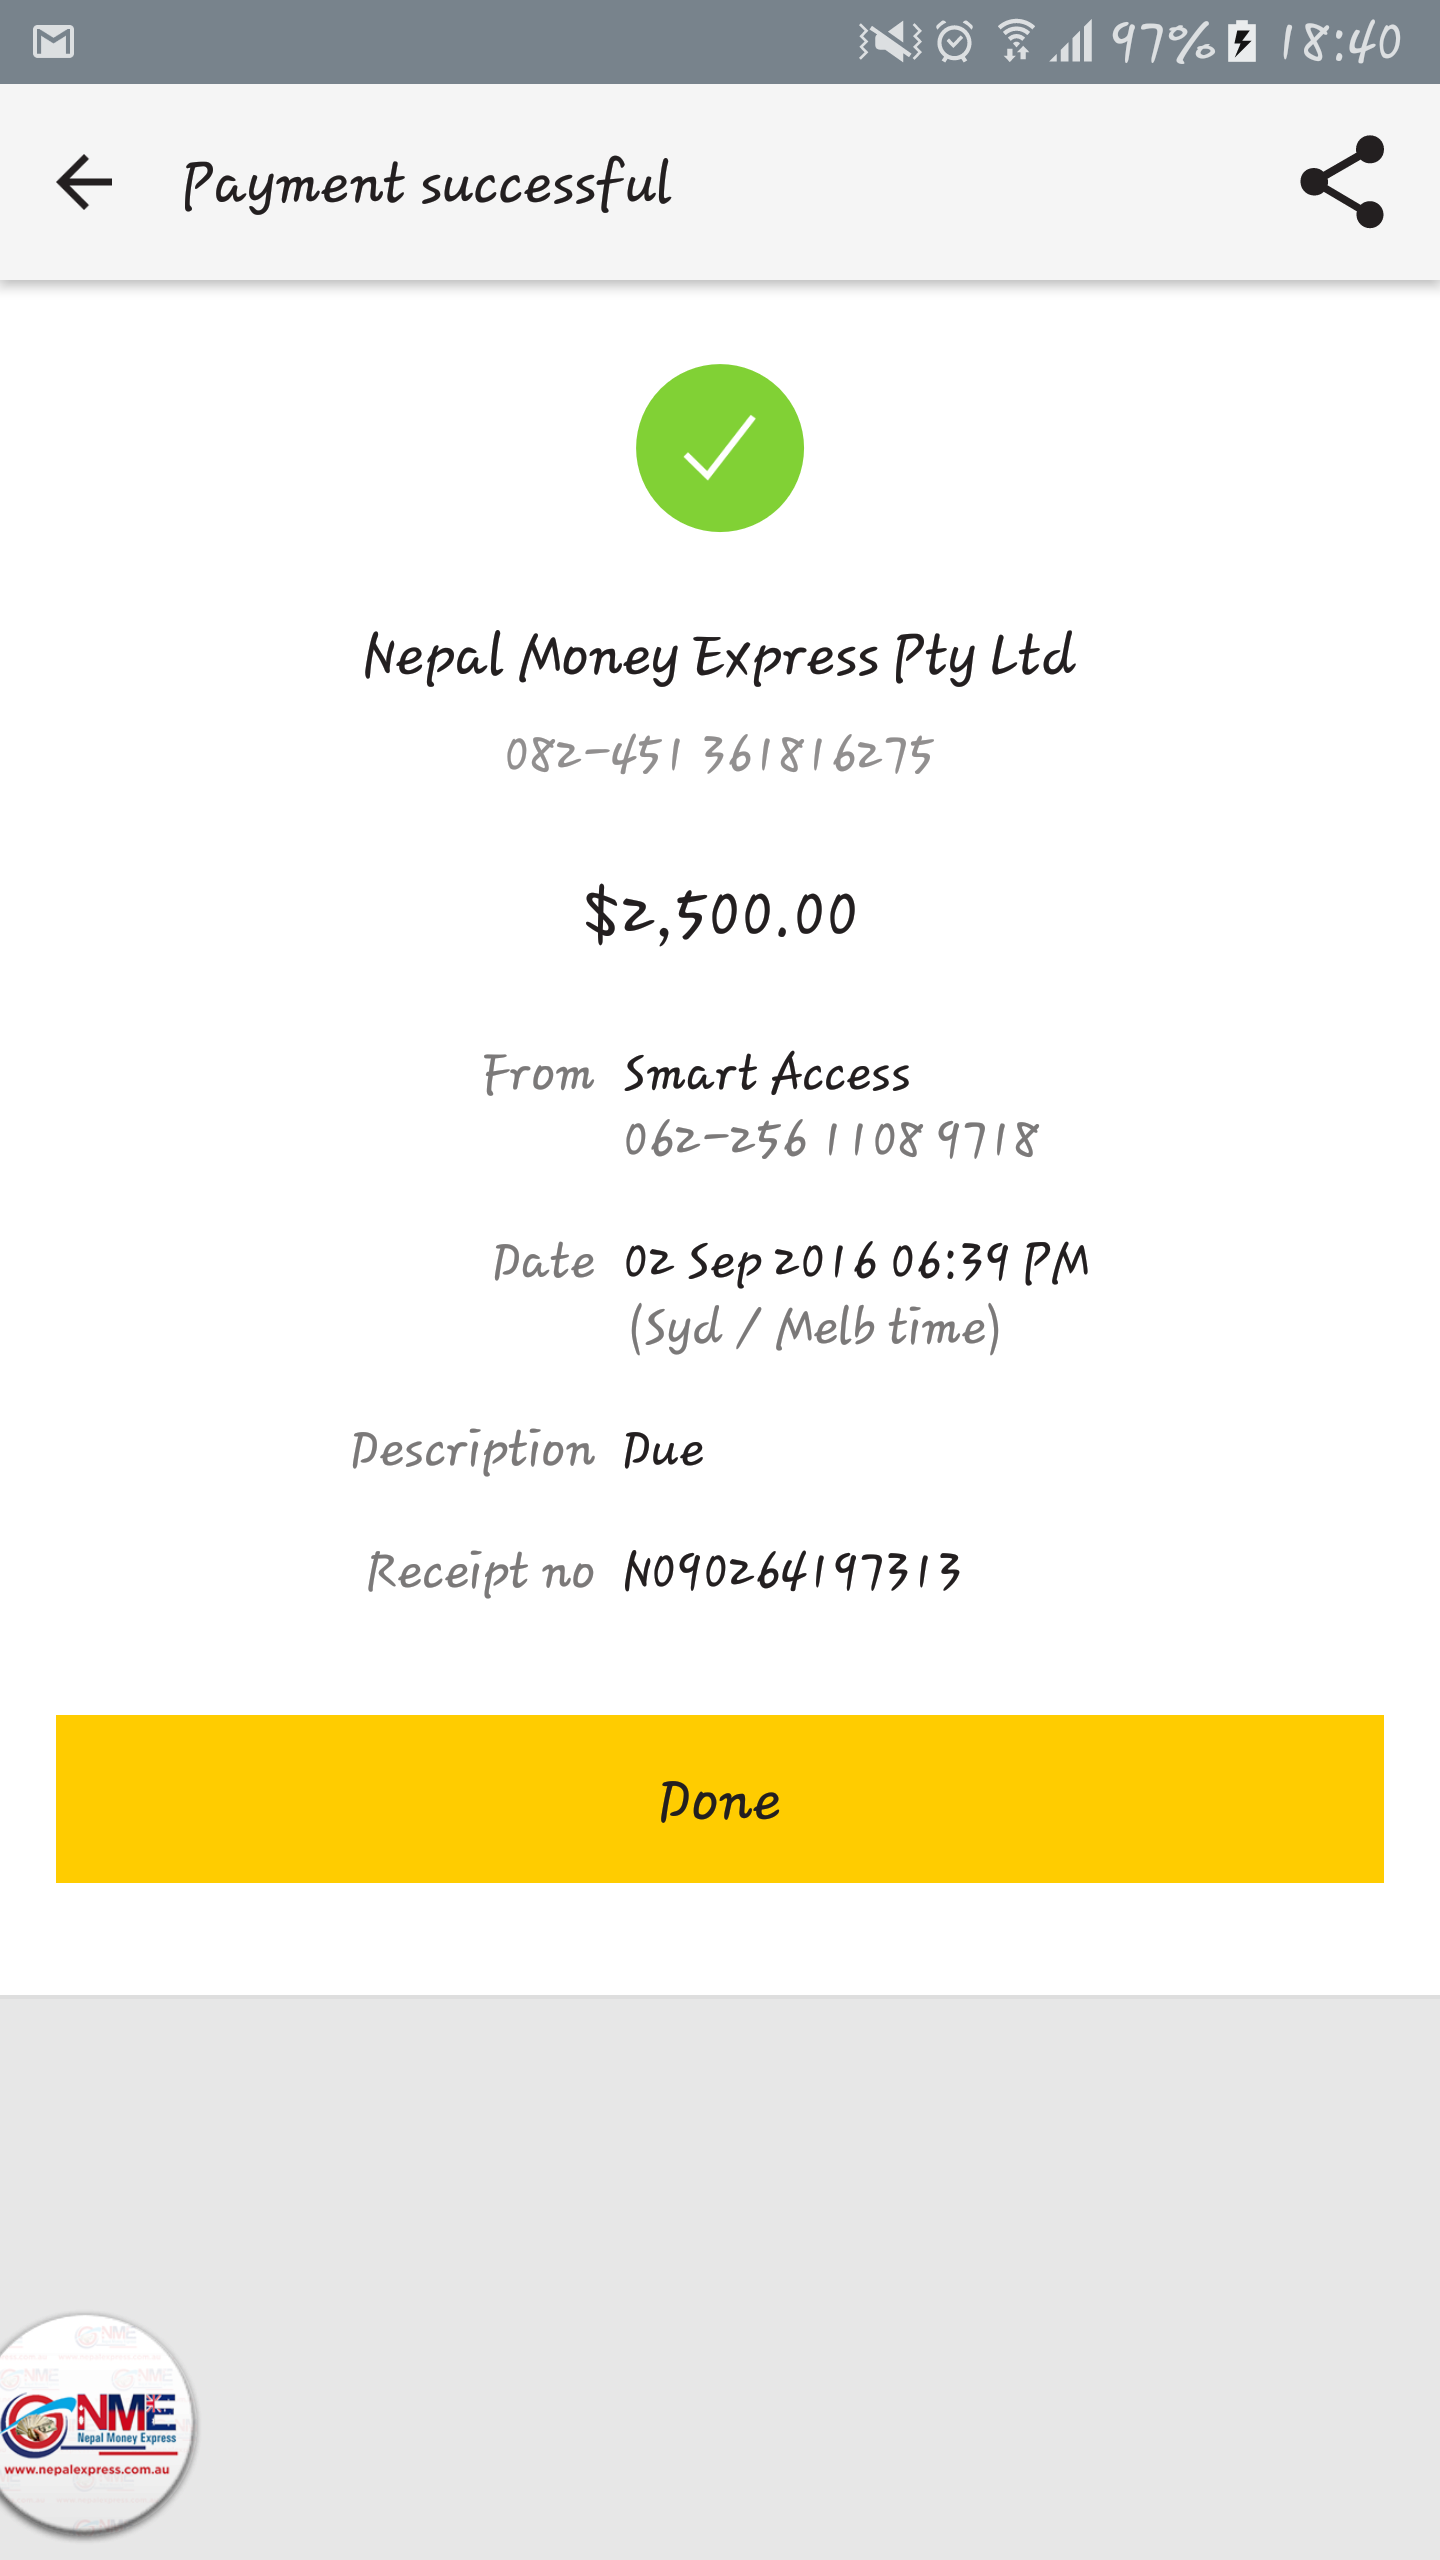 97% 18:40
Payment successful
Nepal Money Express Pty Ltd
082-451 361816275
$2,500.00
From Smart Access
062-256 1108 9718
Date 02 Sep 2016 06:39 PM
(Syd / Melb time)
Description Due
Receipt no N090264197313
Done
NME
Nepal Money Express
www.nepalexpress.com.au